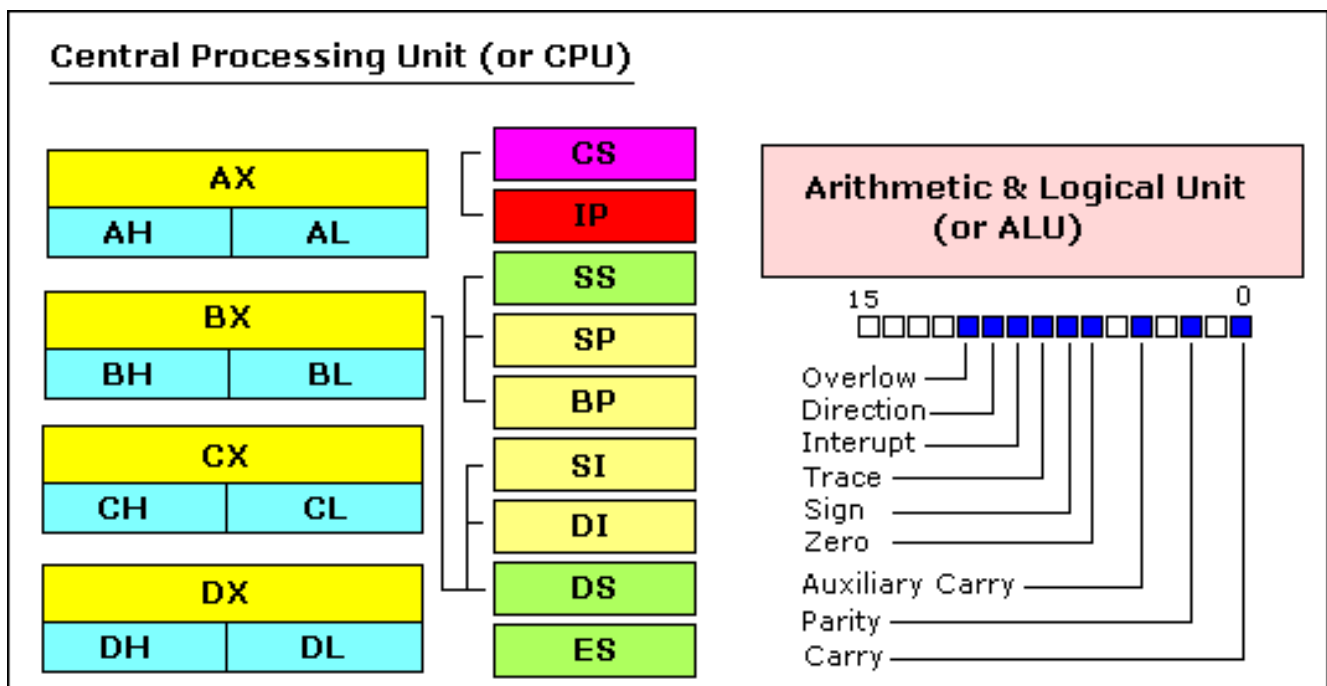 Central Processing Unit (or CPU)
AX
AH AL
BX
BH BL
CX
CH CL
DX
DH DL
CS
IP
SS
SP
BP
SI
DI
DS
ES
Arithmetic & Logical Unit
(or ALU)
15 0
Overlow
Direction
Interupt
Trace
Sign
Zero
Auxiliary Carry
Parity
Carry